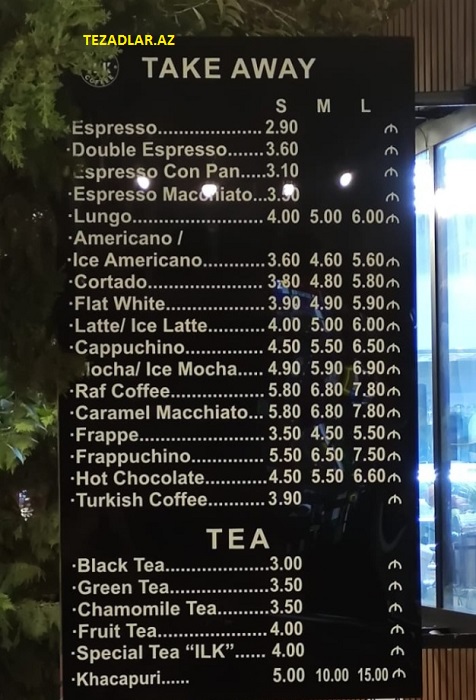 TEZADLAR.AZ
TAKE AWAY
S M L
Espresso......................2.90 ₼
·Double Espresso.......3.60 ₼
Espresso Con Pan.....3.10 ₼
·Espresso Macchiato...3.50 ₼
·Lungo.......................... 4.00 5.00 6.00₼
·Americano /
Ice Americano............3.60 4.60 5.60₼
·Cortado......................3.80 4.80 5.80₼
·Flat White...................3.90 4.90 5.90₼
·Latte/ Ice Latte.......... 4.00 5.00 6.00₼
·Cappuchino................4.50 5.50 6.50₼
Mocha/ Ice Mocha..... 4.90 5.90 6.90₼
·Raf Coffee.................. 5.80 6.80 7.80₼
·Caramel Macchiato... 5.80 6.80 7.80₼
·Frappe........................3.50 4.50 5.50₼
·Frappuchino.............. 5.50 6.50 7.50₼
·Hot Chocolate............4.50 5.50 6.60₼
·Turkish Coffee...........3.90 ₼
TEA
·Black Tea....................3.00 ₼
·Green Tea...................3.50 ₼
·Chamomile Tea..........3.50 ₼
·Fruit Tea.....................4.00 ₼
·Special Tea “ILK”...... 4.00 ₼
·Khacapuri...... 5.00 10.00 15.00₼